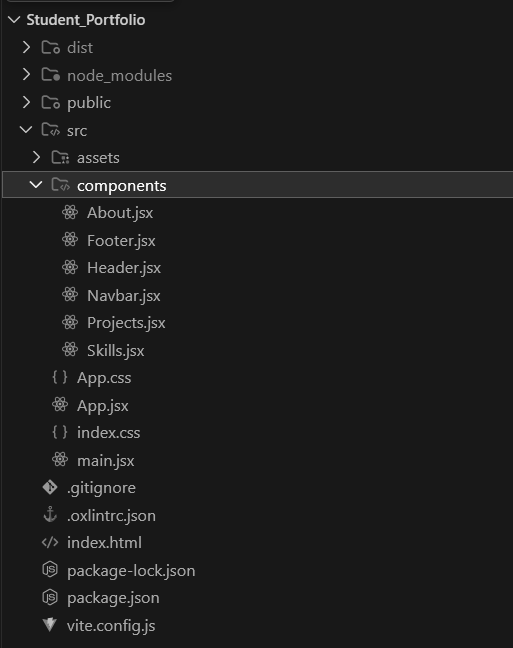 Student_Portfolio
dist
node_modules
public
src
assets
components
About.jsx
Footer.jsx
Header.jsx
Navbar.jsx
Projects.jsx
Skills.jsx
App.css
App.jsx
index.css
main.jsx
.gitignore
.oxlintrc.json
index.html
package-lock.json
package.json
vite.config.js